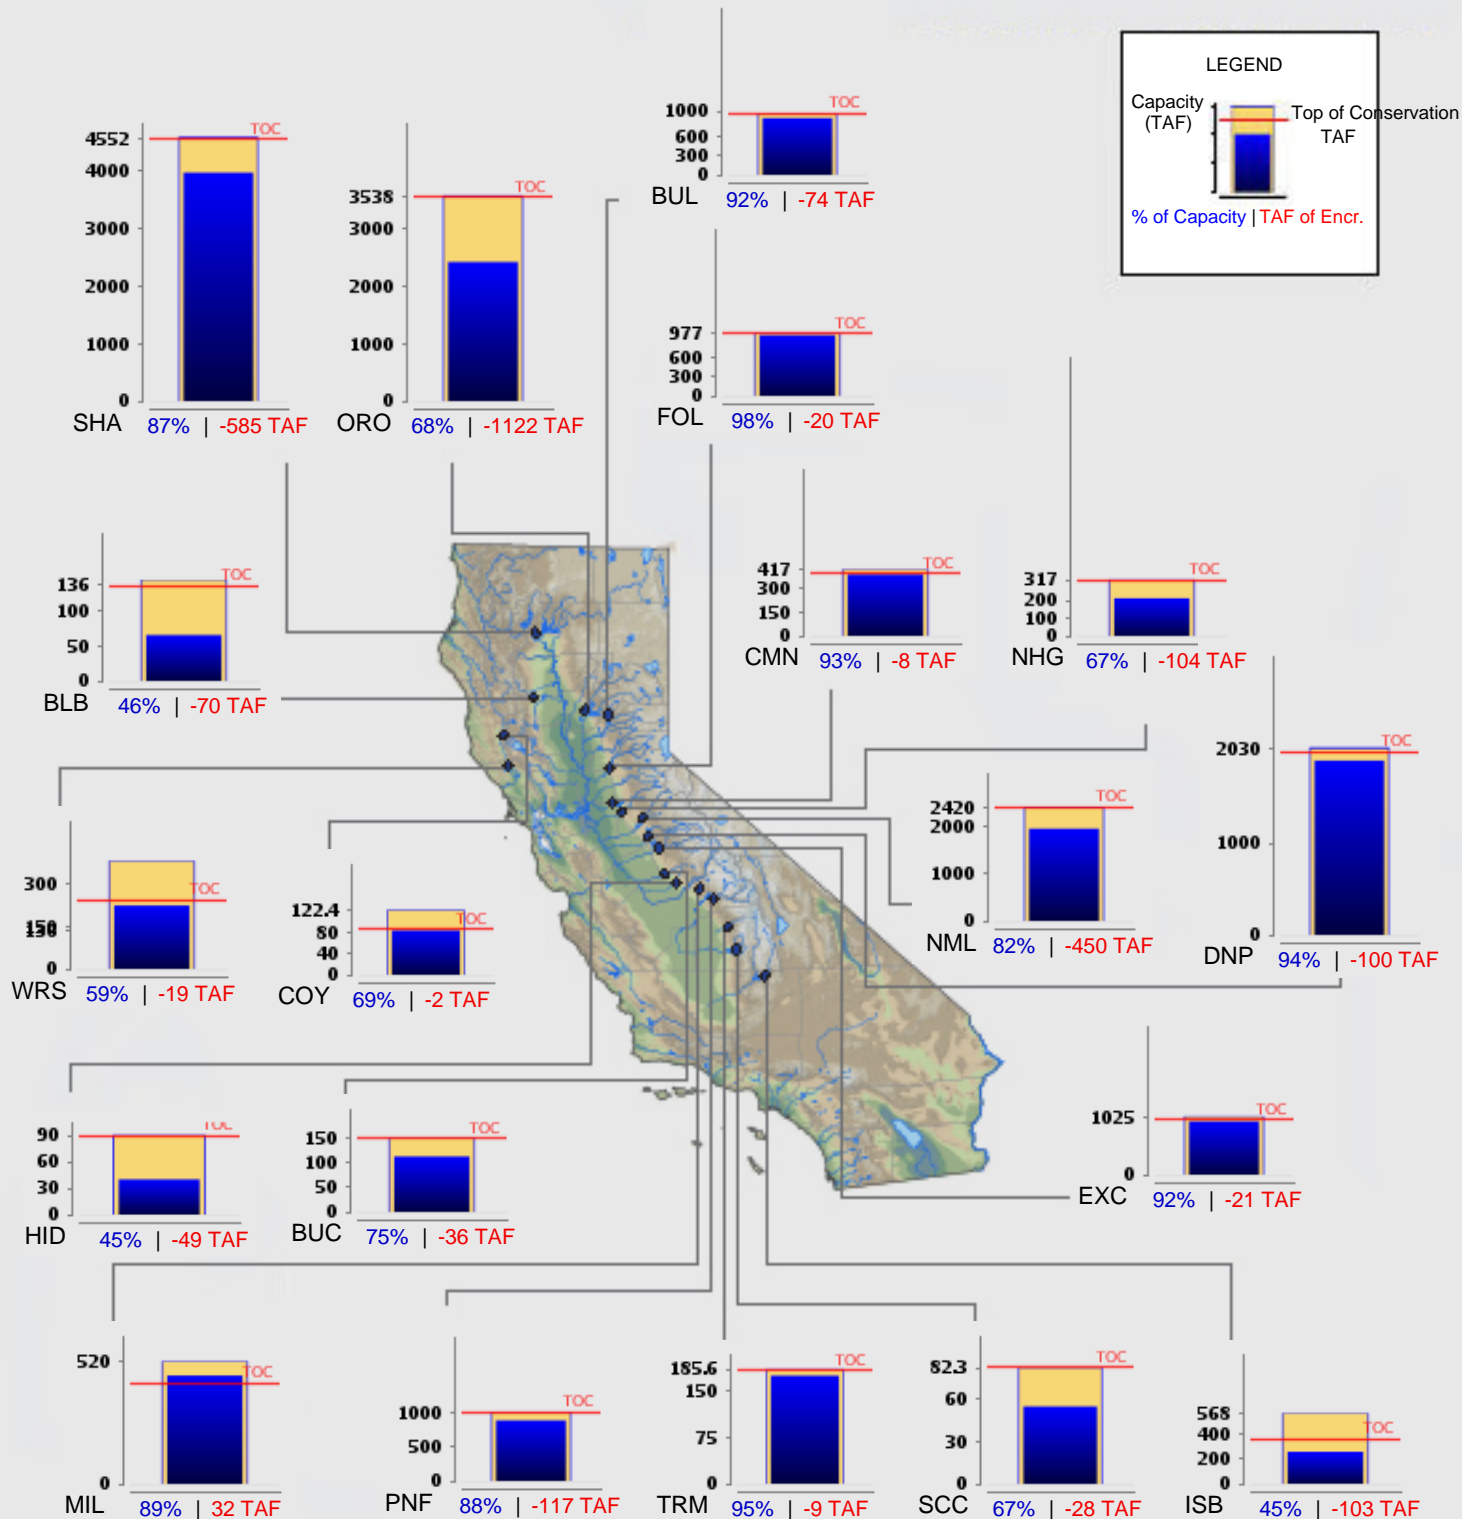 LEGEND
Capacity
(TAF)
Top of Conservation
TAF
% of Capacity | TAF of Encr.
TOC
1000
600
300
0
BUL
92% | -74 TAF
TOC
4552
4000
3000
2000
1000
0
SHA
87% | -585 TAF
TOC
3538
3000
2000
1000
0
ORO
68% | -1122 TAF
TOC
977
600
300
0
FOL
98% | -20 TAF
TOC
136
100
50
0
BLB
46% | -70 TAF
TOC
417
300
150
0
CMN
93% | -8 TAF
TOC
317
200
100
0
NHG
67% | -104 TAF
TOC
2030
1000
0
DNP
94% | -100 TAF
TOC
2420
2000
1000
0
NML
82% | -450 TAF
TOC
300
150
0
WRS
59% | -19 TAF
TOC
122.4
80
40
0
COY
69% | -2 TAF
TOC
1025
0
EXC
92% | -21 TAF
TOC
90
60
30
0
HID
45% | -49 TAF
TOC
150
100
50
0
BUC
75% | -36 TAF
TOC
520
0
MIL
89% | 32 TAF
TOC
1000
500
0
PNF
88% | -117 TAF
TOC
185.6
150
75
0
TRM
95% | -9 TAF
TOC
82.3
60
30
0
SCC
67% | -28 TAF
TOC
568
400
200
0
ISB
45% | -103 TAF